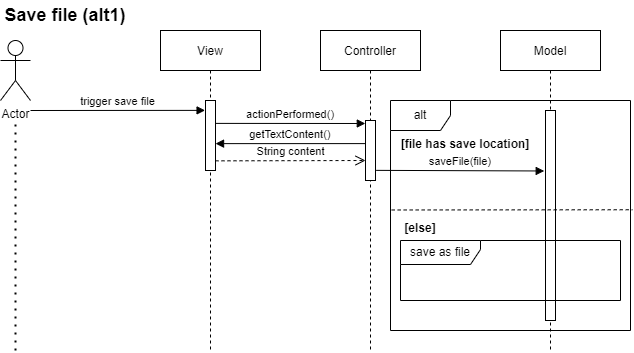 Save file (alt1)
View
Controller
Model
Actor
trigger save file
actionPerformed()
alt
getTextContent()
[file has save location]
String content
saveFile(file)
[else]
save as file